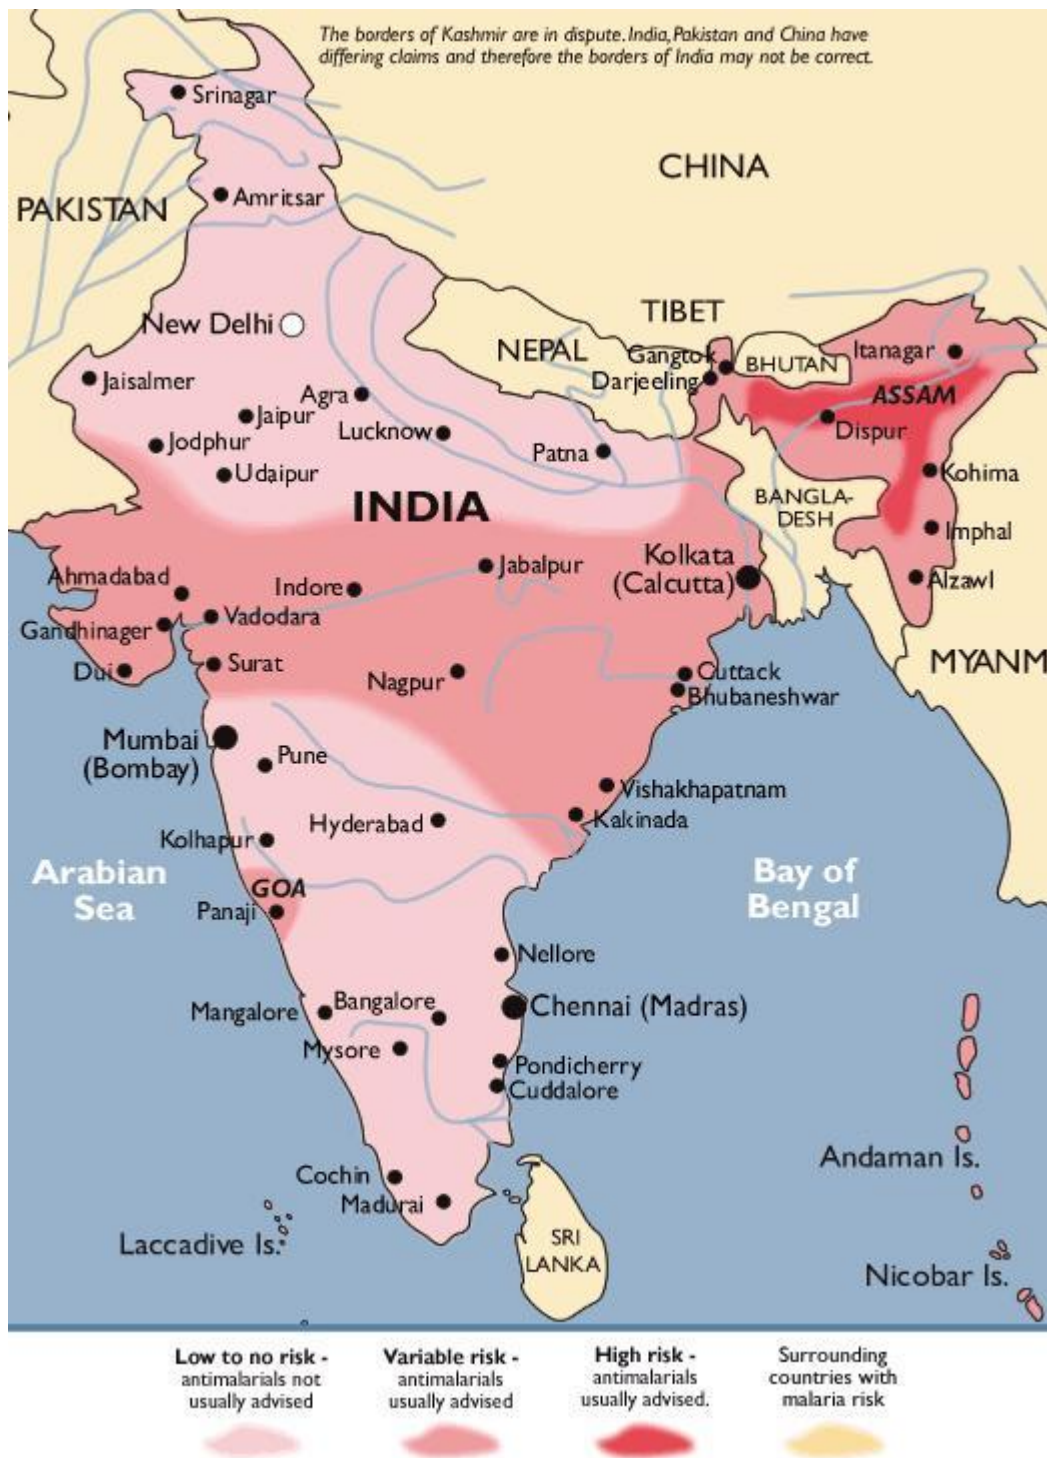 The borders of Kashmir are in dispute. India, Pakistan and China have
differing claims and therefore the borders of India may not be correct.
Srinagar
CHINA
PAKISTAN
Amritsar
New Delhi
TIBET
NEPAL
Gangtok
BHUTAN
Itanagar
Darjeeling
Jaisalmer
Agra
ASSAM
Jaipur
Lucknow
Dispur
Jodphur
Patna
Udaipur
Kohima
INDIA
BANGLA-
DESH
Imphal
Kolkata
(Calcutta)
Jabalpur
Ahmadabad
Indore
Alzawl
Vadodara
Gandhinager
Surat
Dui
Nagpur
Cuttack
Bhubaneshwar
MYANM
Mumbai
(Bombay)
Pune
Vishakhapatnam
Kakinada
Hyderabad
Kolhapur
Arabian
Sea
Bay of
Bengal
GOA
Panaji
Nellore
Mangalore
Bangalore
Chennai (Madras)
Mysore
Pondicherry
Cuddalore
Andaman Is.
Cochin
Madurai
Laccadive Is.
SRI
LANKA
Nicobar Is.
Low to no risk -
antimalarials not
usually advised
Variable risk -
antimalarials
usually advised
High risk -
antimalarials
usually advised.
Surrounding
countries with
malaria risk